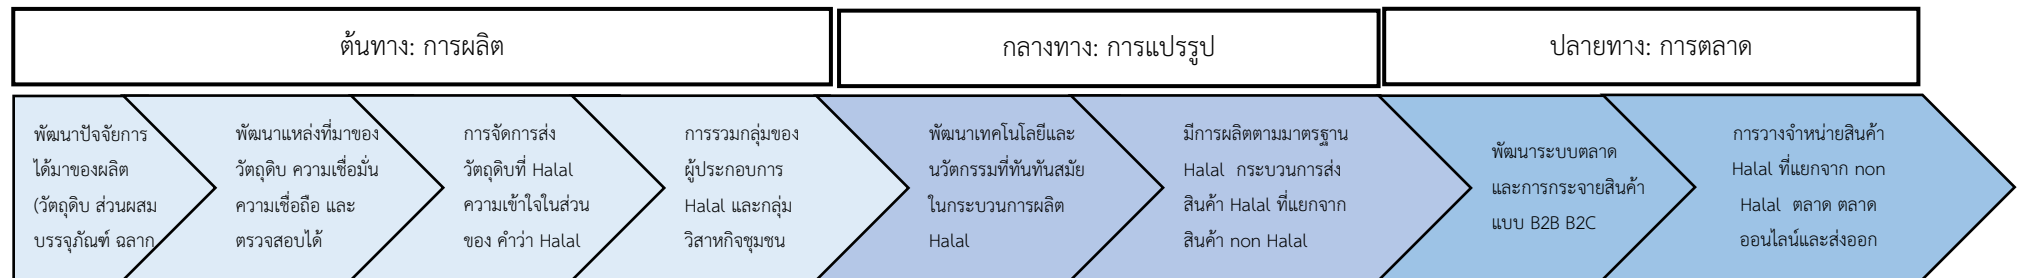 ต้นทาง: การผลิต
กลางทาง: การแปรรูป
ปลายทาง: การตลาด
พัฒนาปัจจัยการ
ได้มาของผลิต
(วัตถุดิบ ส่วนผสม
บรรจุภัณฑ์ ฉลาก
พัฒนาแหล่งที่มาของ
วัตถุดิบ ความเชื่อมั่น
ความเชื่อถือ และ
ตรวจสอบได้
การจัดการส่ง
วัตถุดิบที่ Halal
ความเข้าใจในส่วน
ของ คำว่า Halal
การรวมกลุ่มของ
ผู้ประกอบการ
Halal และกลุ่ม
วิสาหกิจชุมชน
พัฒนาเทคโนโลยีและ
นวัตกรรมที่ทันทันสมัย
ในกระบวนการผลิต
Halal
มีการผลิตตามมาตรฐาน
Halal กระบวนการส่ง
สินค้า Halal ที่แยกจาก
สินค้า non Halal
พัฒนาระบบตลาด
และการกระจายสินค้า
แบบ B2B B2C
การวางจำหน่ายสินค้า
Halal ที่แยกจาก non
Halal ตลาด ตลาด
ออนไลน์และส่งออก